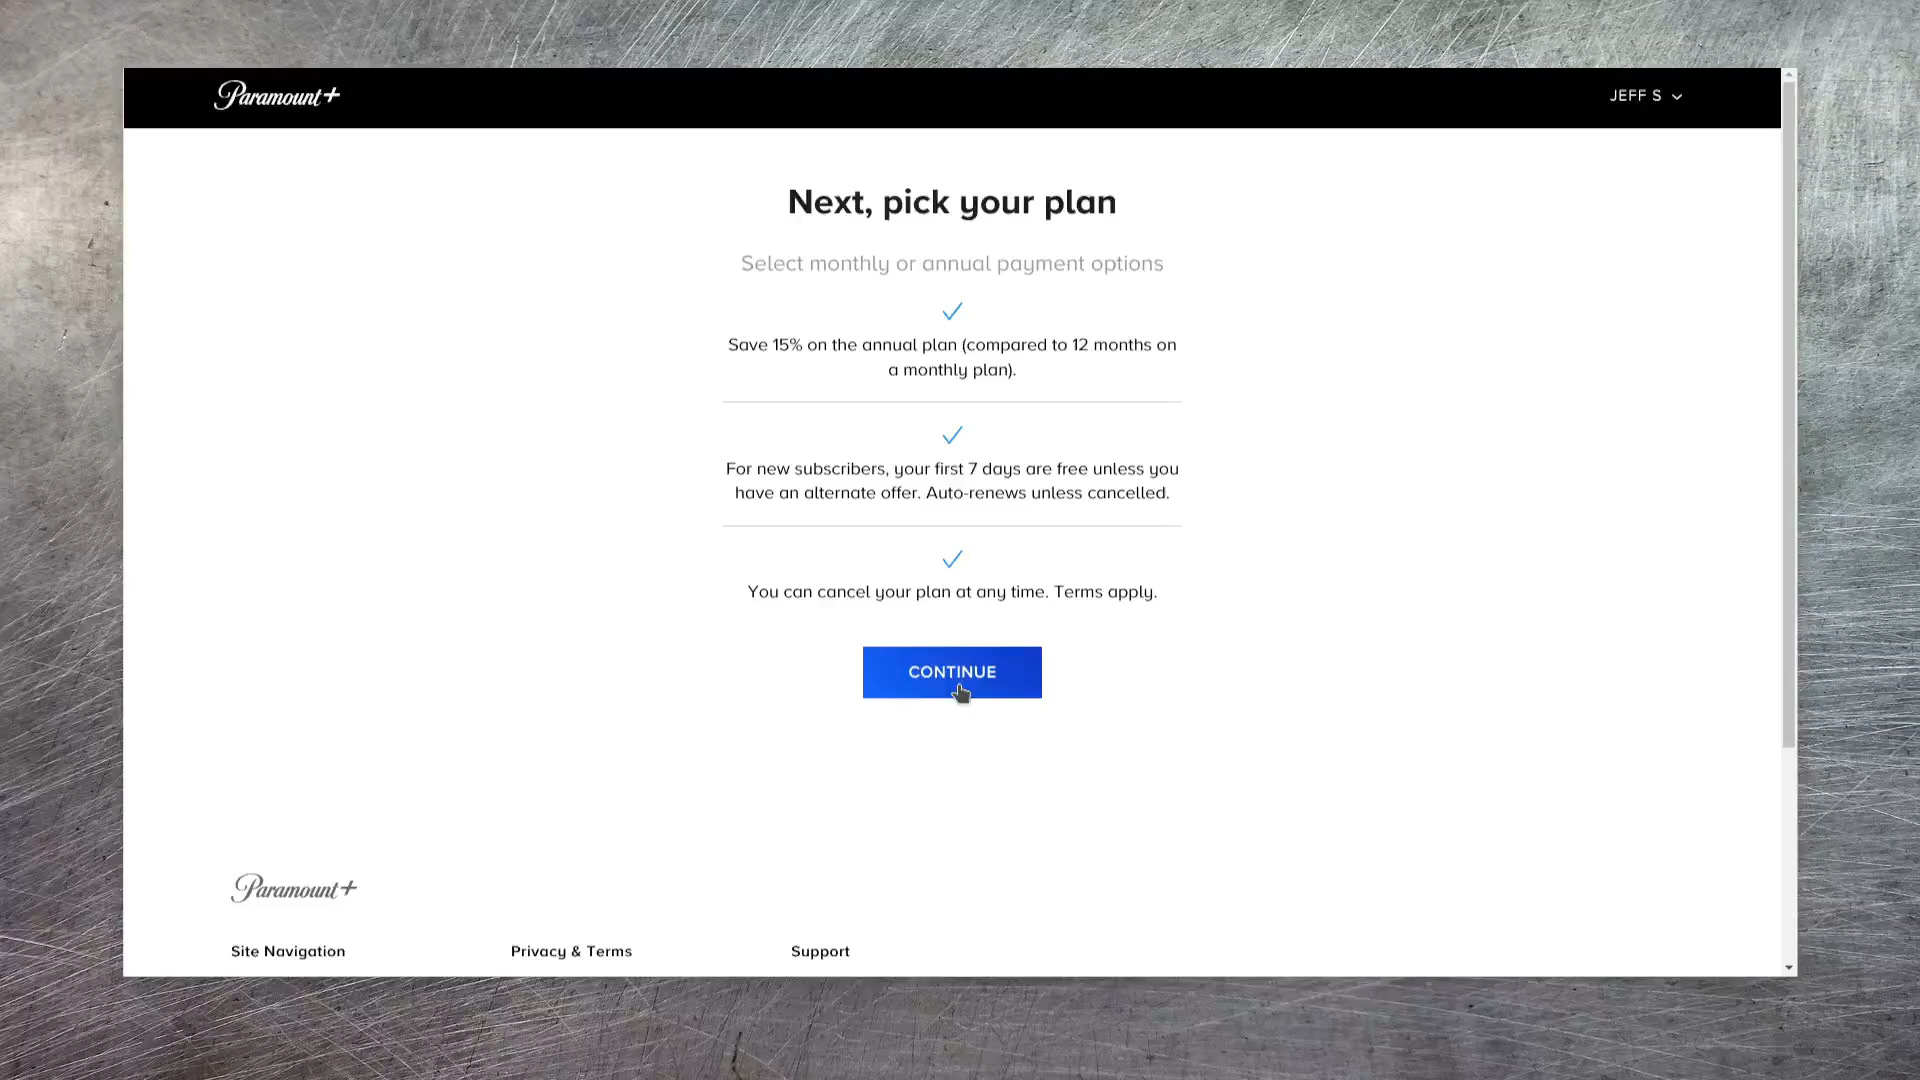 Paramount+
JEFF S
Next, pick your plan
Select monthly or annual payment options
Save 15% on the annual plan (compared to 12 months on
a monthly plan).
For new subscribers, your first 7 days are free unless you
have an alternate offer. Auto-renews unless cancelled.
You can cancel your plan at any time. Terms apply.
CONTINUE
Paramount+
Site Navigation
Privacy & Terms
Support